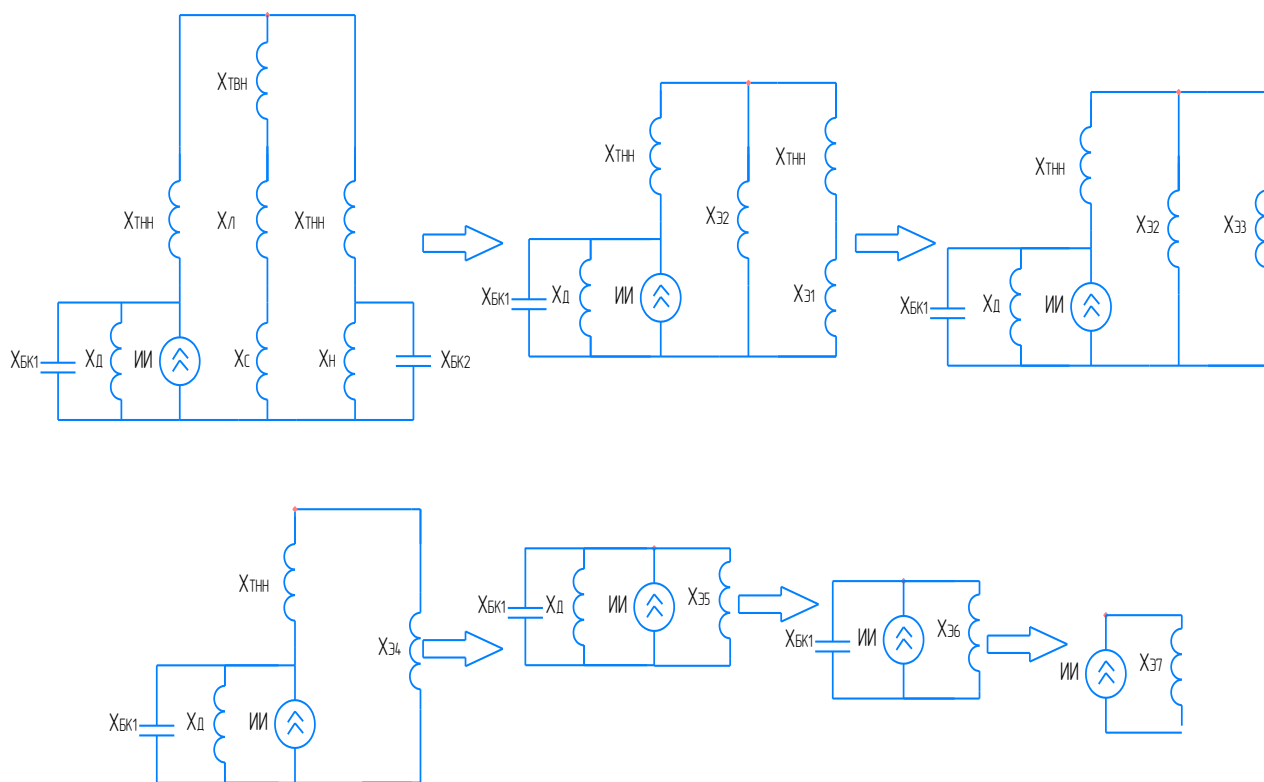 XТВН
XТНН
XЛ
XТНН
XБК1
XД
ИИ
XС
XН
XБК2
XТНН
XТНН
XЭ2
XБК1
XД
ИИ
XЭ1
XТНН
XЭ2
XЭ3
XБК1
XД
ИИ
XТНН
XЭ4
XБК1
XД
ИИ
XБК1
XД
ИИ
XЭ5
XБК1
ИИ
XЭ6
ИИ
XЭ7